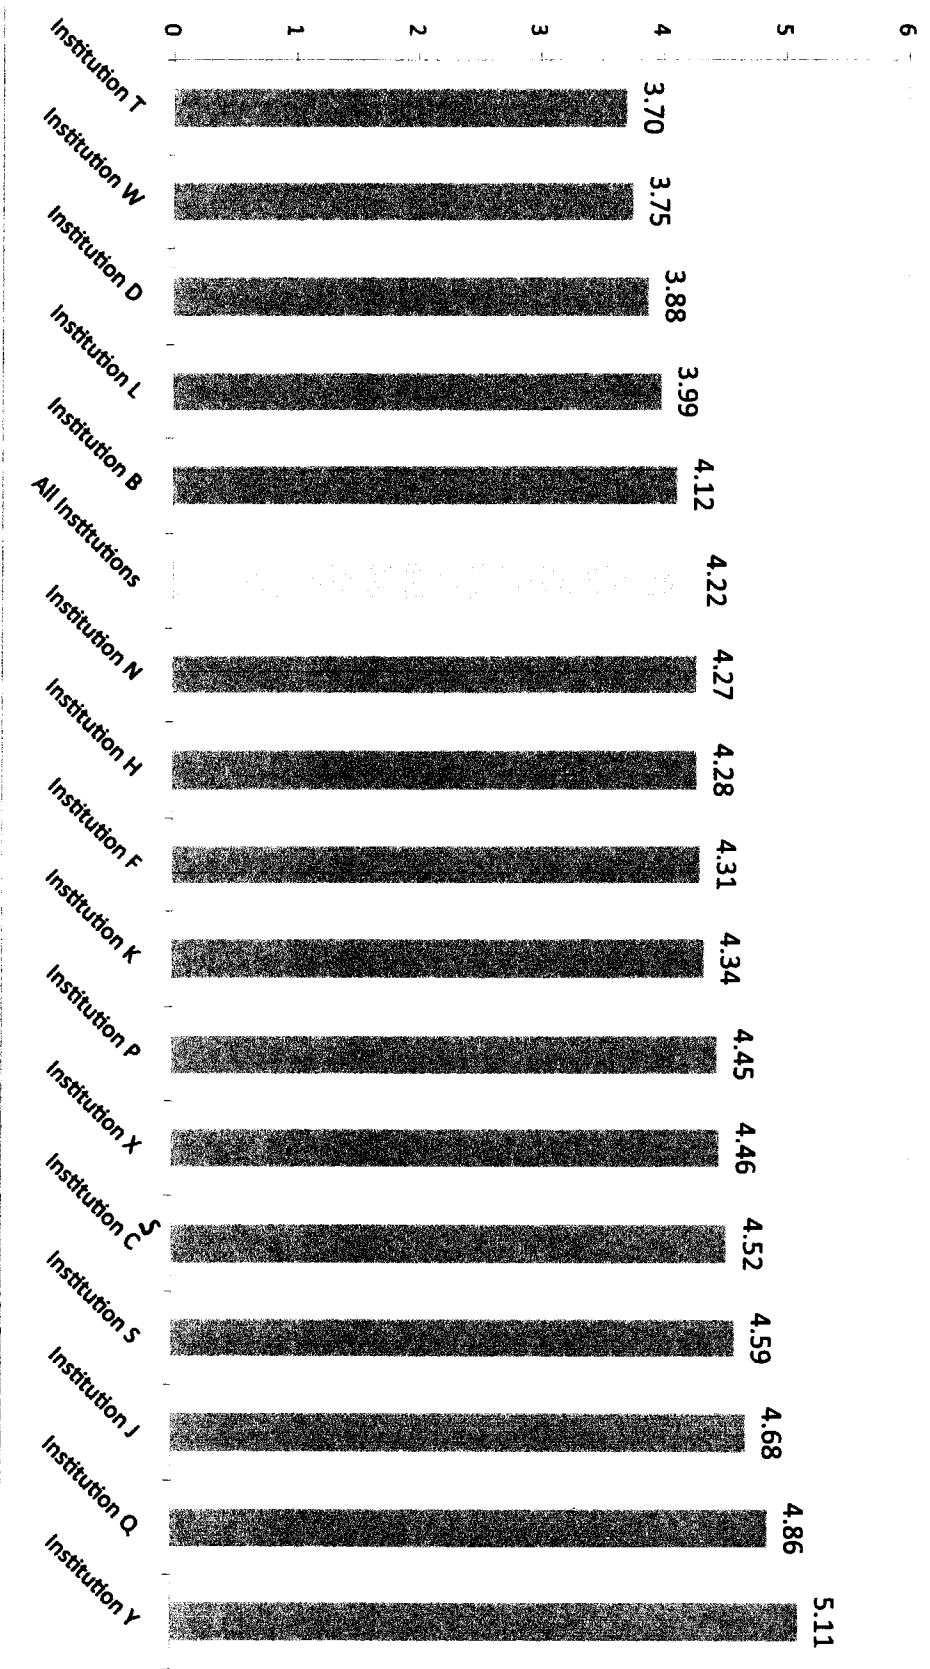 6
5
4
3
2
1
0
3.70
3.75
3.88
3.99
4.12
4.22
4.27
4.28
4.31
4.34
4.45
4.46
4.52
4.59
4.68
4.86
5.11
Institution T
Institution W
Institution D
Institution L
Institution B
All Institutions
Institution N
Institution H
Institution F
Institution K
Institution P
Institution X
Institution C
S
Institution S
Institution J
Institution Q
Institution Y